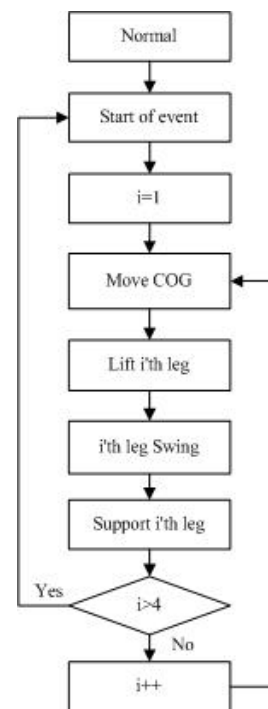 Normal
Start of event
i=1
Move COG
Lift i'th leg
i'th leg Swing
Support i'th leg
Yes
i>4
No
i++